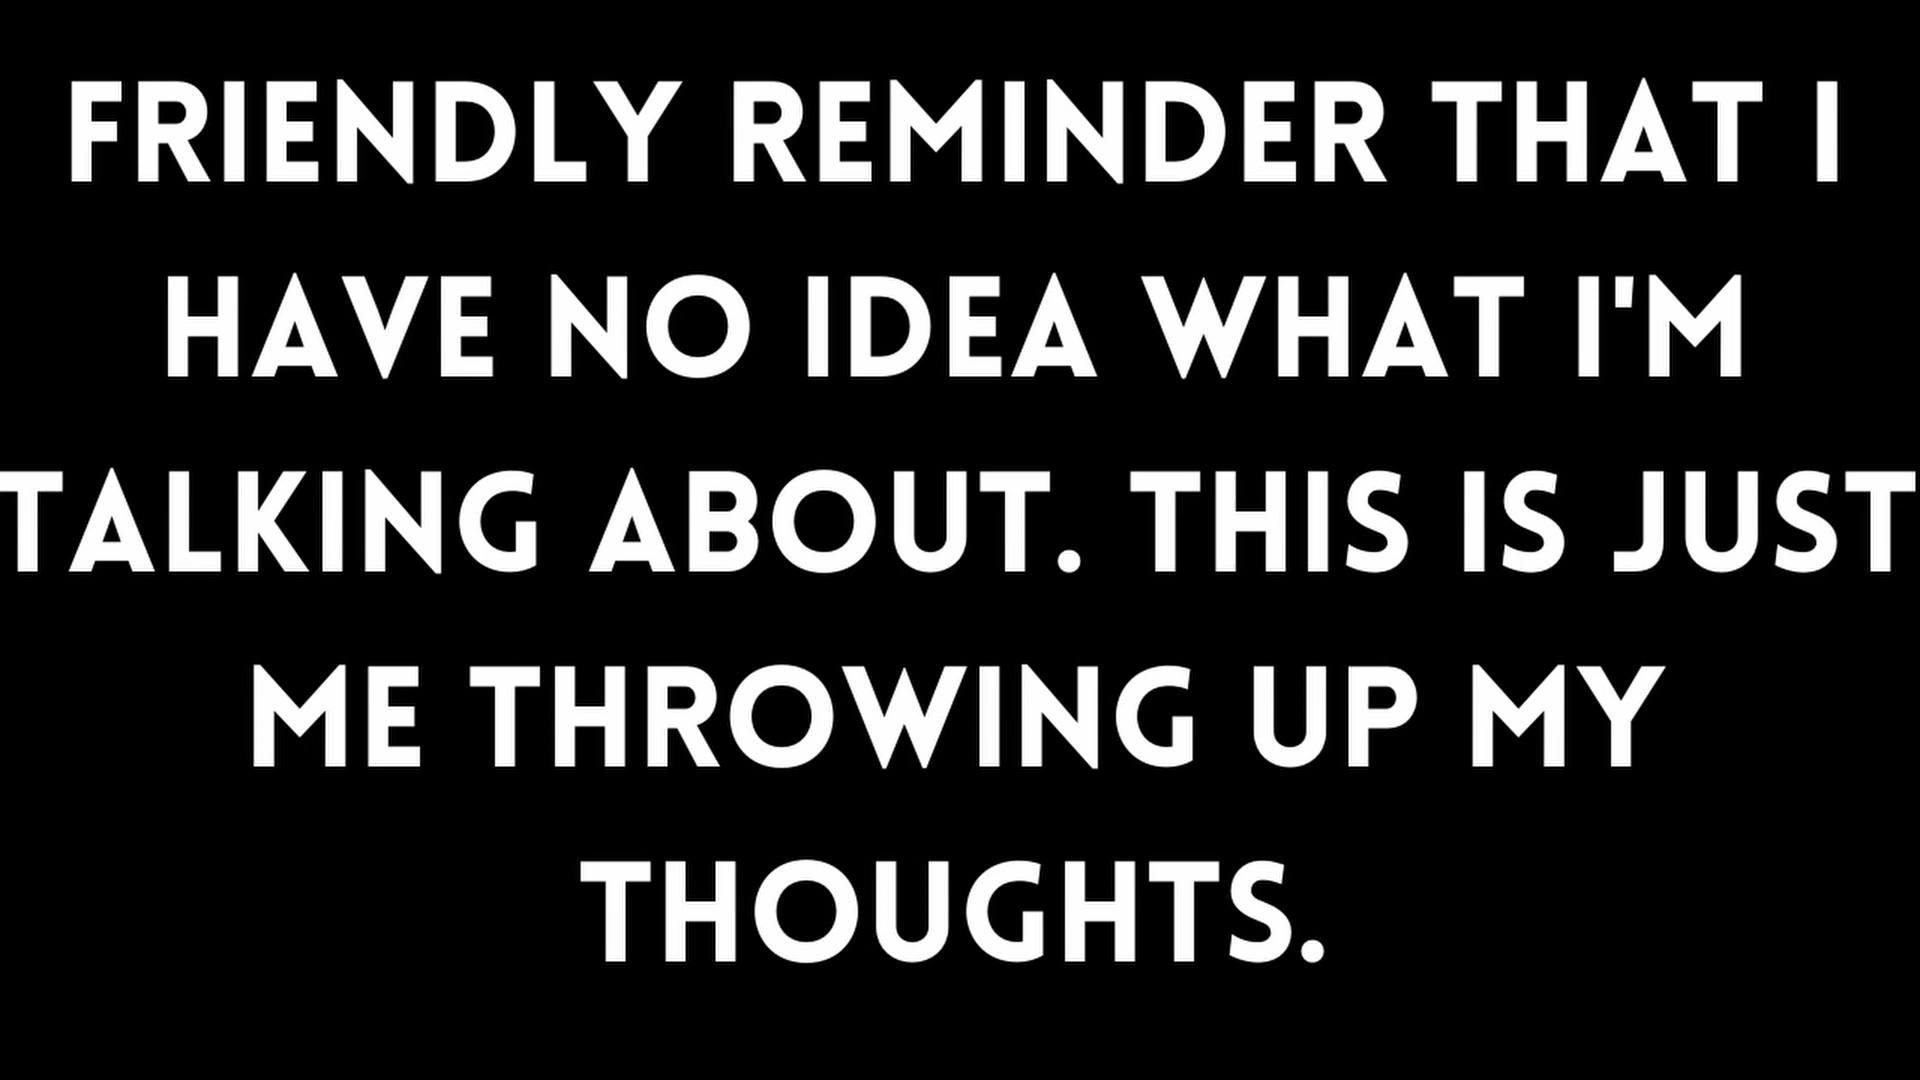 FRIENDLY REMINDER THAT I
HAVE NO IDEA WHAT I'M
TALKING ABOUT. THIS IS JUST
ME THROWING UP MY
THOUGHTS.